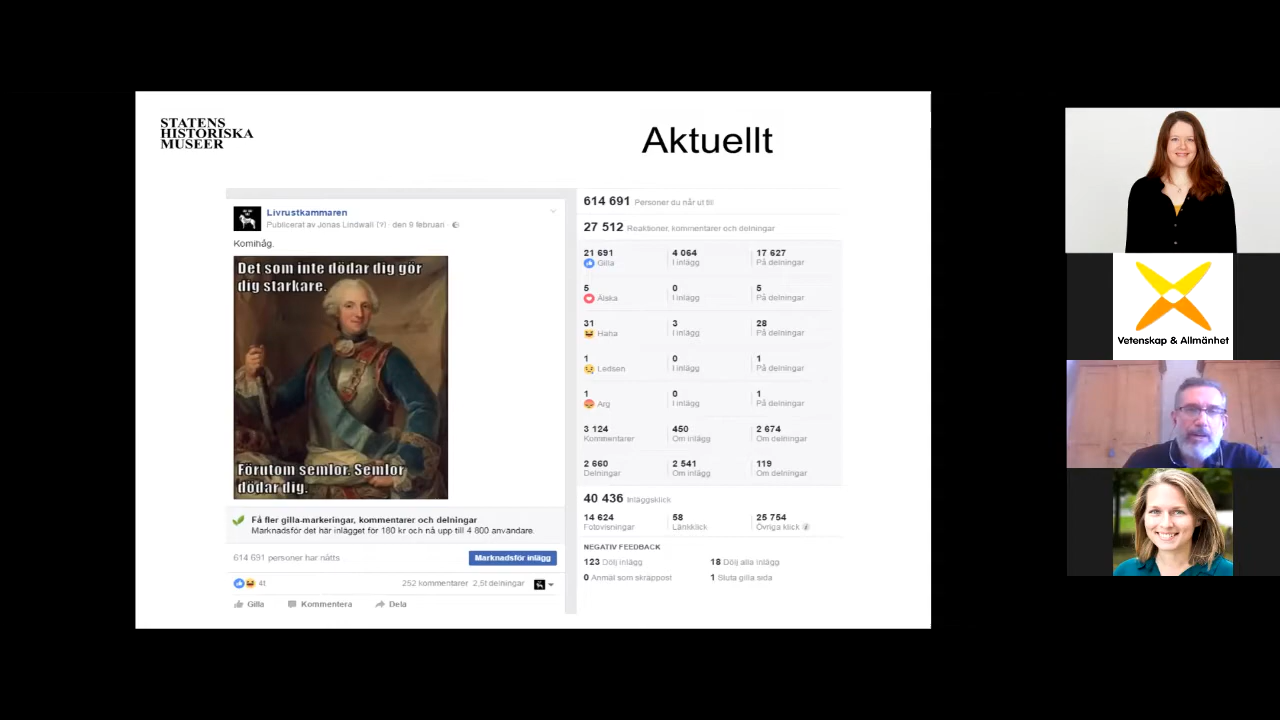 STATENS
HISTORISKA
MUSEER
Aktuellt
Livrustkammaren
Publicerat av Jonas Lindwall [?] · den 9 februari ·
Komihåg.
Det som inte dödar dig gör
dig starkare.
Förutom semlor. Semlor
dödar dig.
Få fler gilla-markeringar, kommentarer och delningar
Marknadsför det här inlägget för 180 kr och nå upp till 4 800 användare.
614 691 personer har nåtts
Marknadsför inlägg
252 kommentarer 2,5t delningar
Gilla Kommentera Dela
614 691 Personer du når ut till
27 512 Reaktioner, kommentarer och delningar
21 691 4 064 17 627
Gilla I inlägg På delningar
5 0 5
Älska I inlägg På delningar
31 3 28
Haha I inlägg På delningar
1 0 1
Ledsen I inlägg På delningar
1 0 1
Arg I inlägg På delningar
3 124 450 2 674
Kommentarer Om inlägg Om delningar
2 660 2 541 119
Delningar Om inlägg Om delningar
40 436 Inläggsklick
14 624 58 25 754
Fotovisningar Länkklick Övriga klick
NEGATIV FEEDBACK
123 Dölj inlägg 18 Dölj alla inlägg
0 Anmäl som skräppost 1 Sluta gilla sida
Vetenskap & Allmänhet